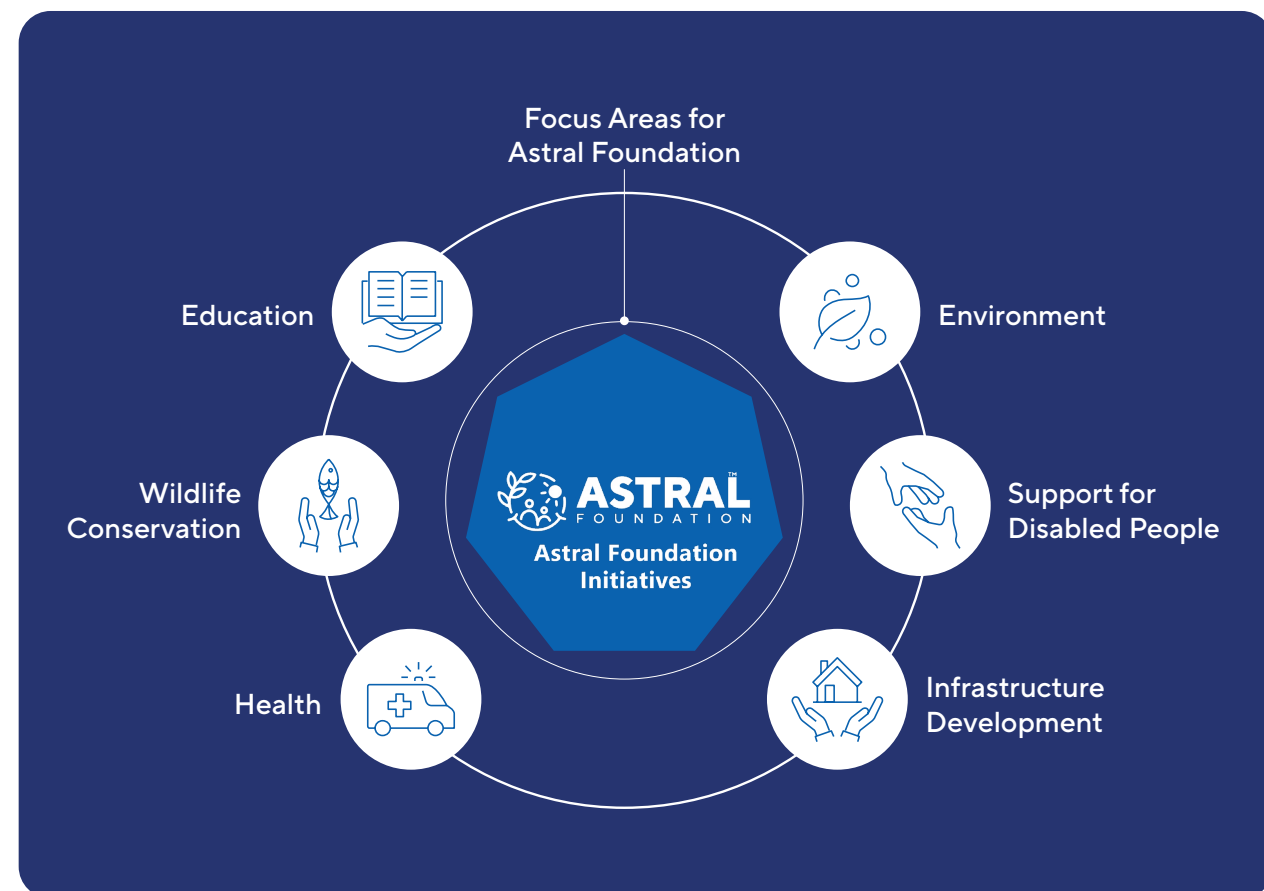 Focus Areas for
Astral Foundation
Education
Environment
Wildlife
Conservation
Support for
Disabled People
ASTRAL™
FOUNDATION
Astral Foundation
Initiatives
Health
Infrastructure
Development